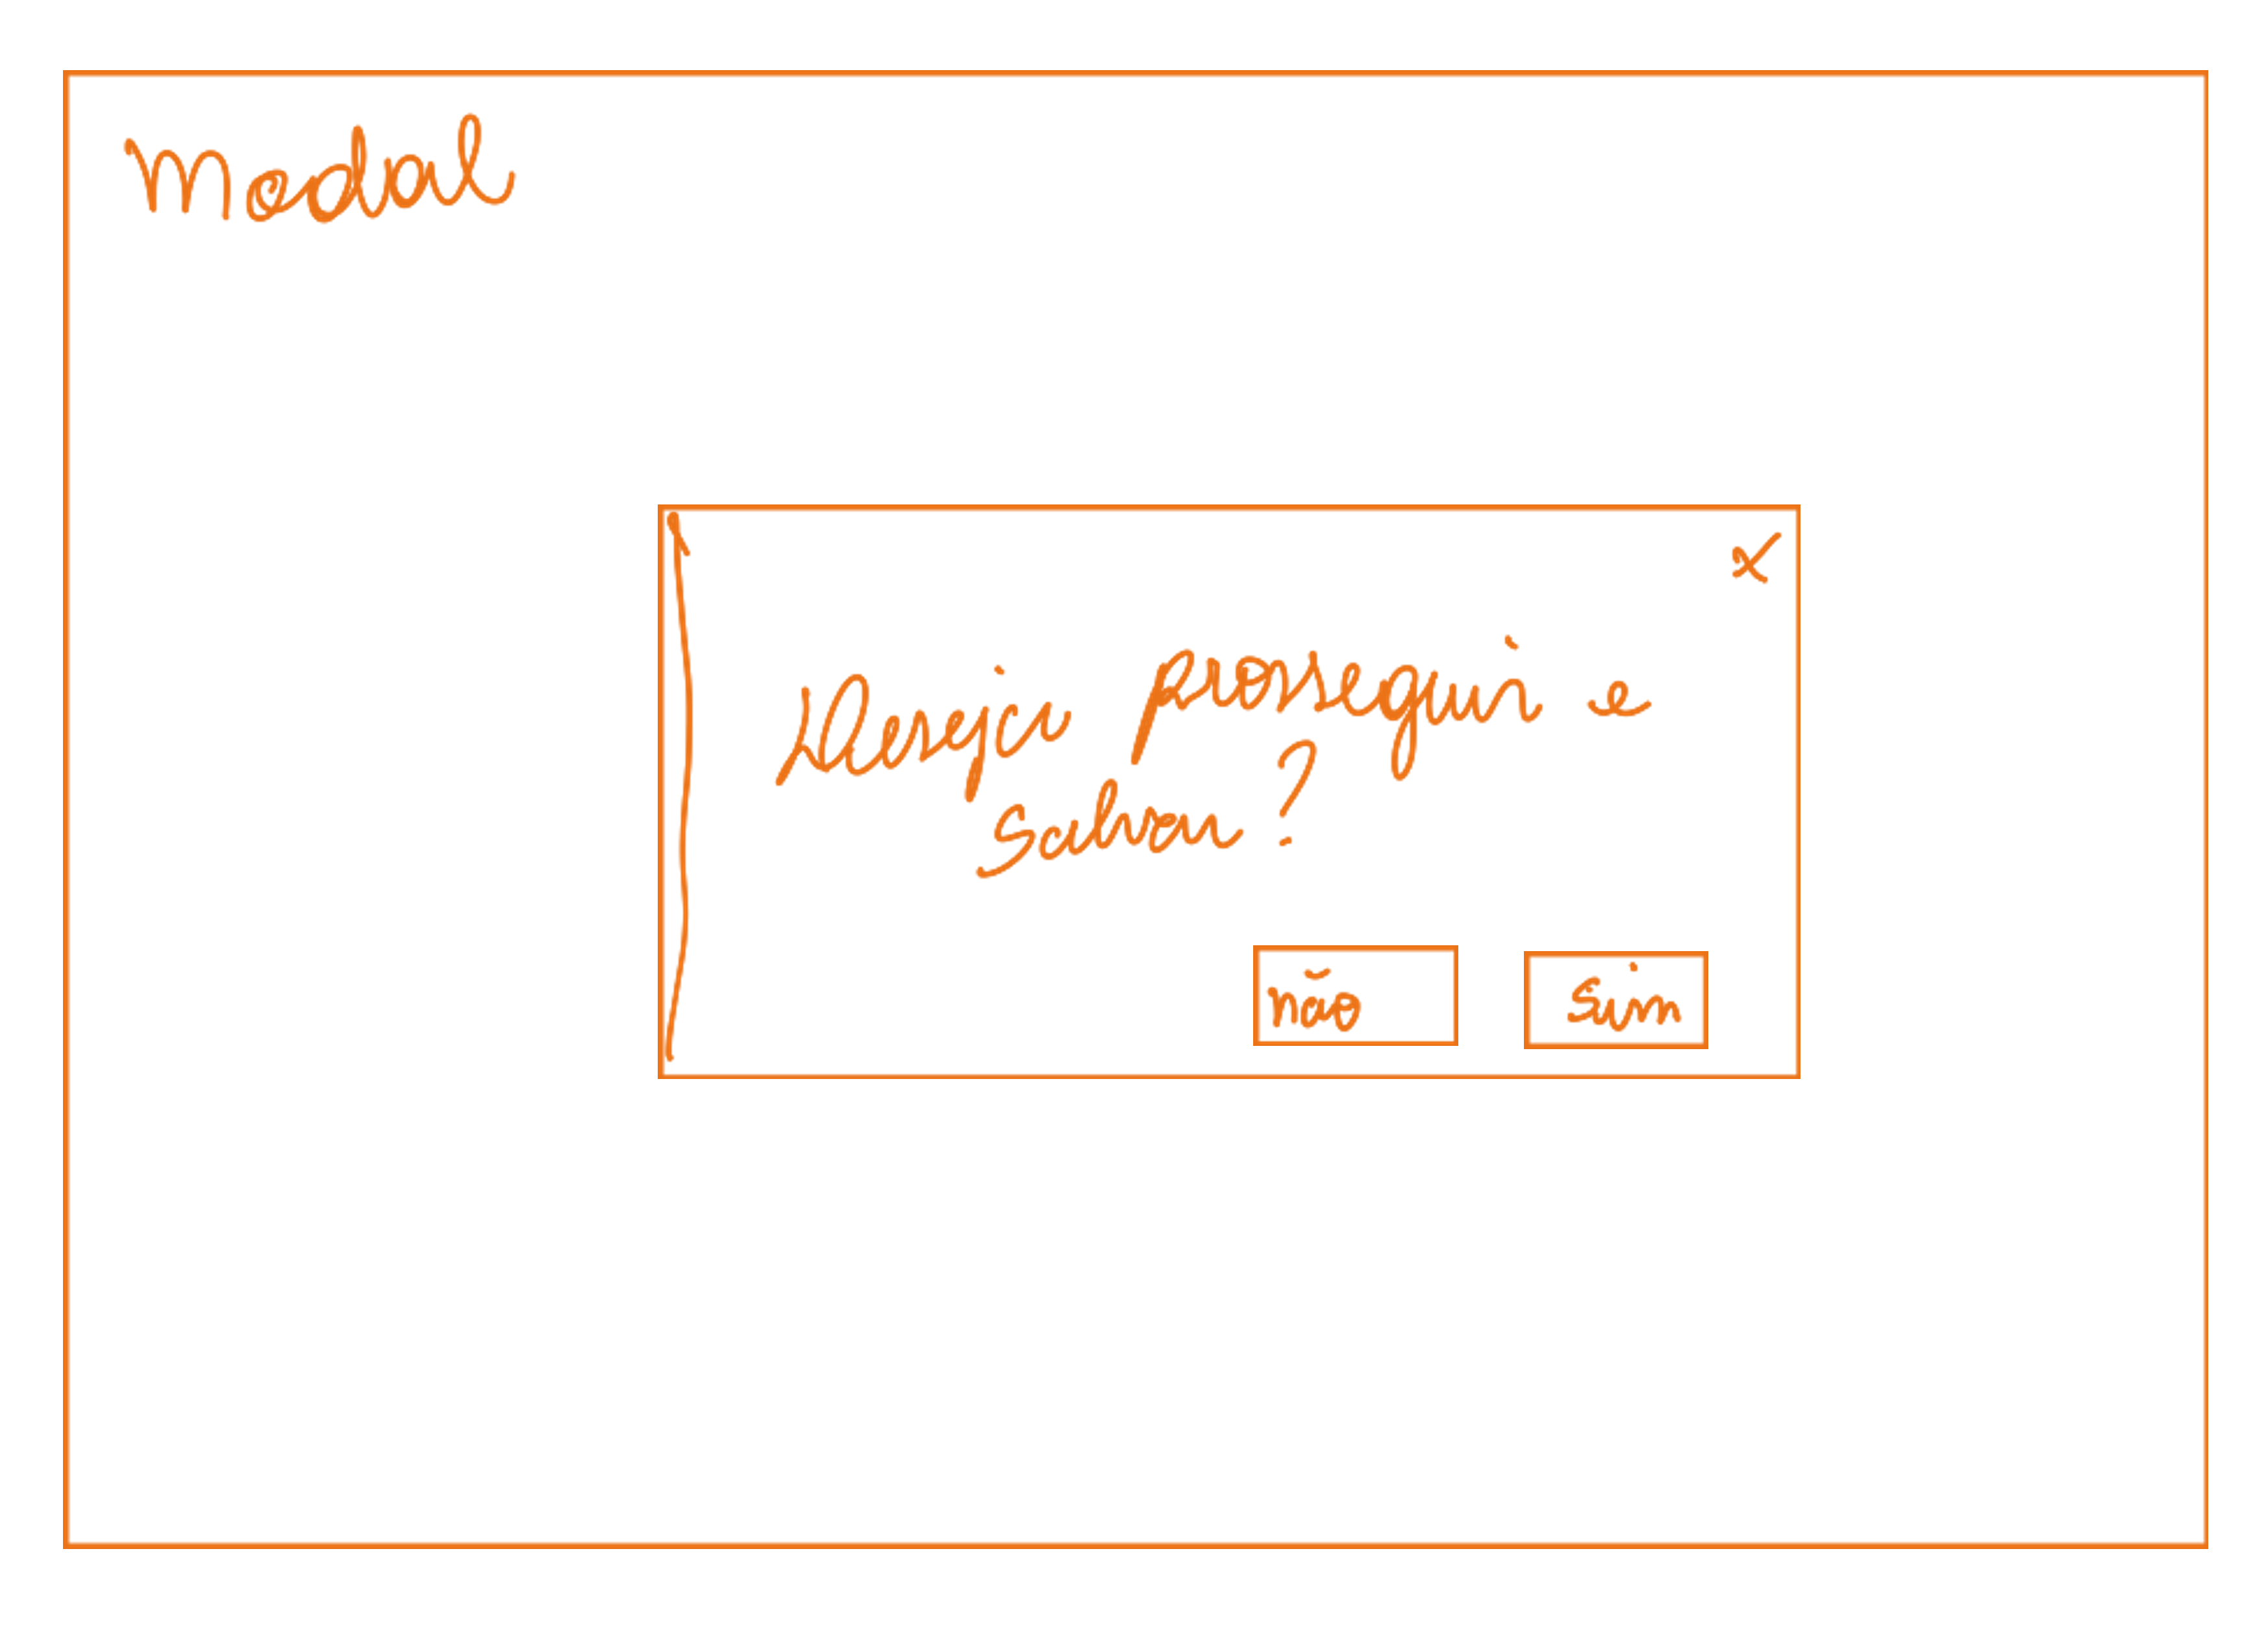 Modal
x
Deseja prosseguir e
Salvar?
não
Sim